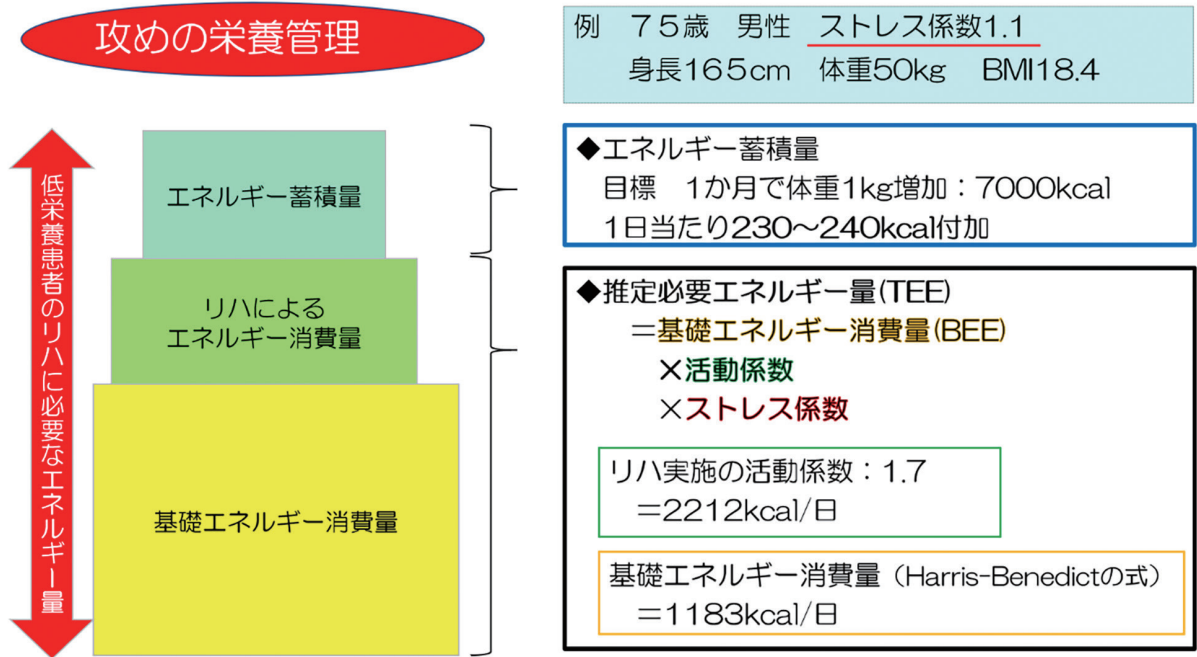 攻めの栄養管理
例 75歳 男性 ストレス係数1.1
身長165cm 体重50kg BMI18.4
低栄養患者のリハに必要なエネルギー量
エネルギー蓄積量
リハによる
エネルギー消費量
基礎エネルギー消費量
◆エネルギー蓄積量
目標 1か月で体重1kg増加：7000kcal
1日当たり230〜240kcal付加
◆推定必要エネルギー量(TEE)
＝基礎エネルギー消費量(BEE)
×活動係数
×ストレス係数
リハ実施の活動係数：1.7
＝2212kcal/日
基礎エネルギー消費量（Harris-Benedictの式）
＝1183kcal/日